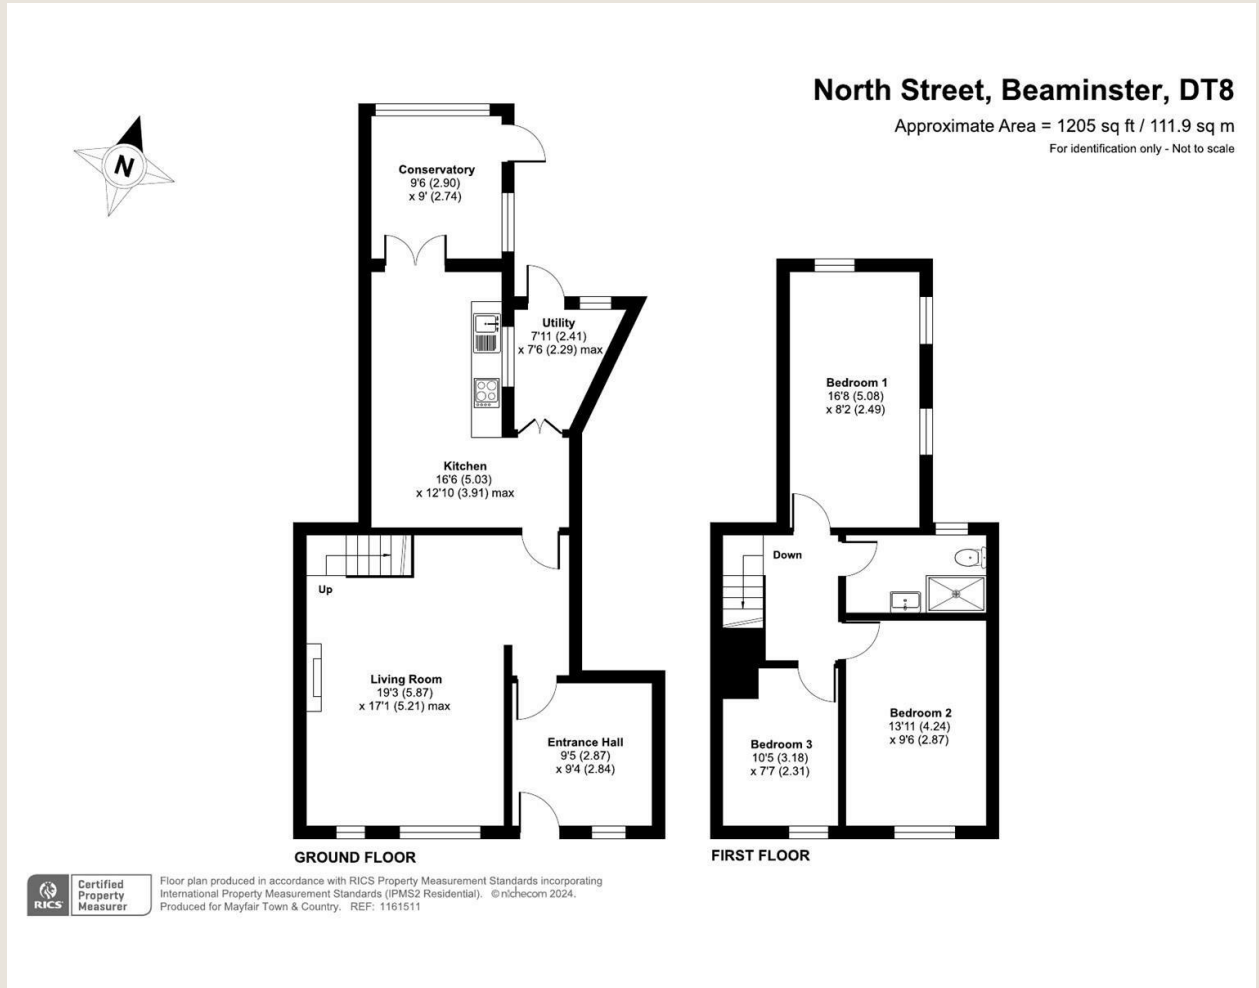 North Street, Beaminster, DT8
Approximate Area = 1205 sq ft / 111.9 sq m
For identification only - Not to scale
N
Conservatory
9'6 (2.90)
x 9' (2.74)
Utility
7'11 (2.41)
x 7'6 (2.29) max
Kitchen
16'6 (5.03)
x 12'10 (3.91) max
Up
Living Room
19'3 (5.87)
x 17'1 (5.21) max
Entrance Hall
9'5 (2.87)
x 9'4 (2.84)
GROUND FLOOR
Bedroom 1
16'8 (5.08)
x 8'2 (2.49)
Down
Bedroom 2
13'11 (4.24)
x 9'6 (2.87)
Bedroom 3
10'5 (3.18)
x 7'7 (2.31)
FIRST FLOOR
RICS
Certified
Property
Measurer
Floor plan produced in accordance with RICS Property Measurement Standards incorporating
International Property Measurement Standards (IPMS2 Residential). © nichecom 2024.
Produced for Mayfair Town & Country. REF: 1161511